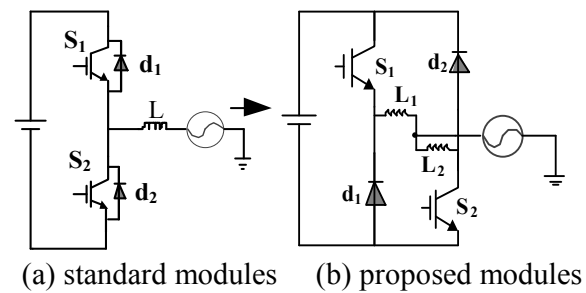 S1
d1
L
S2
d2
S1
d2
L1
L2
d1
S2
(a) standard modules
(b) proposed modules